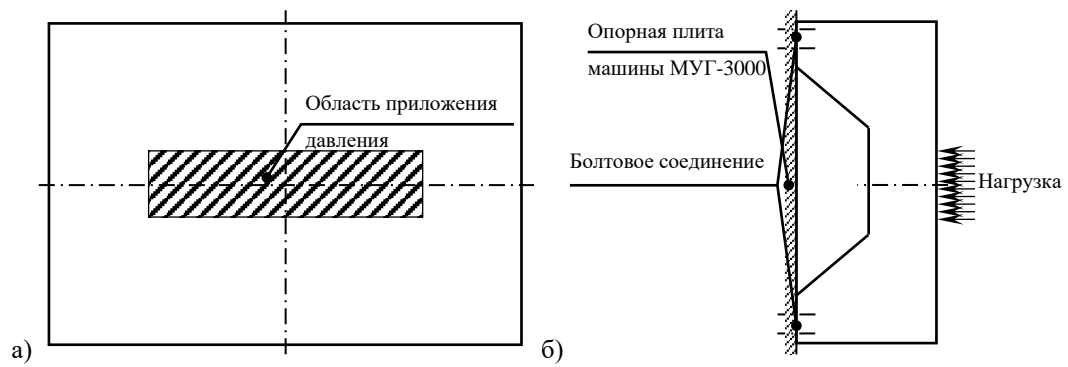 Область приложения
давления
а)
Опорная плита
машины МУГ-3000
Болтовое соединение
Нагрузка
б)